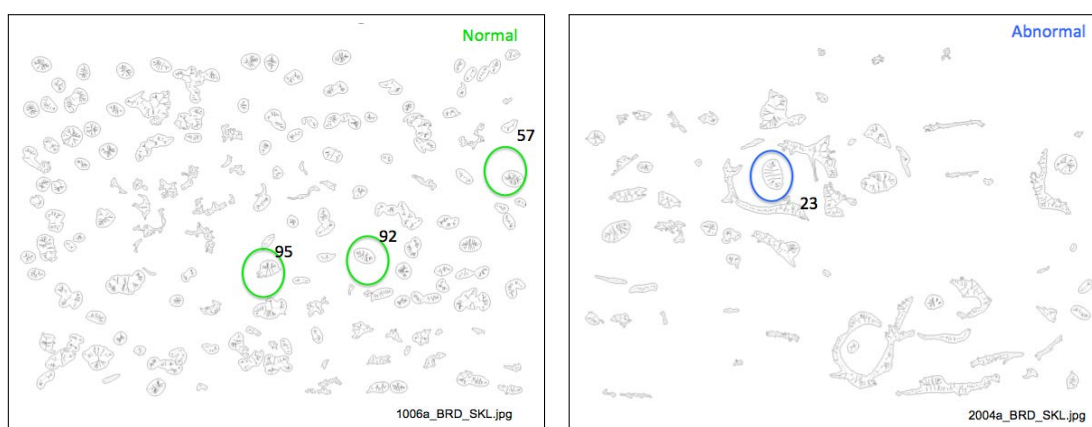 Normal
57
92
95
1006a_BRD_SKL.jpg
Abnormal
23
2004a_BRD_SKL.jpg